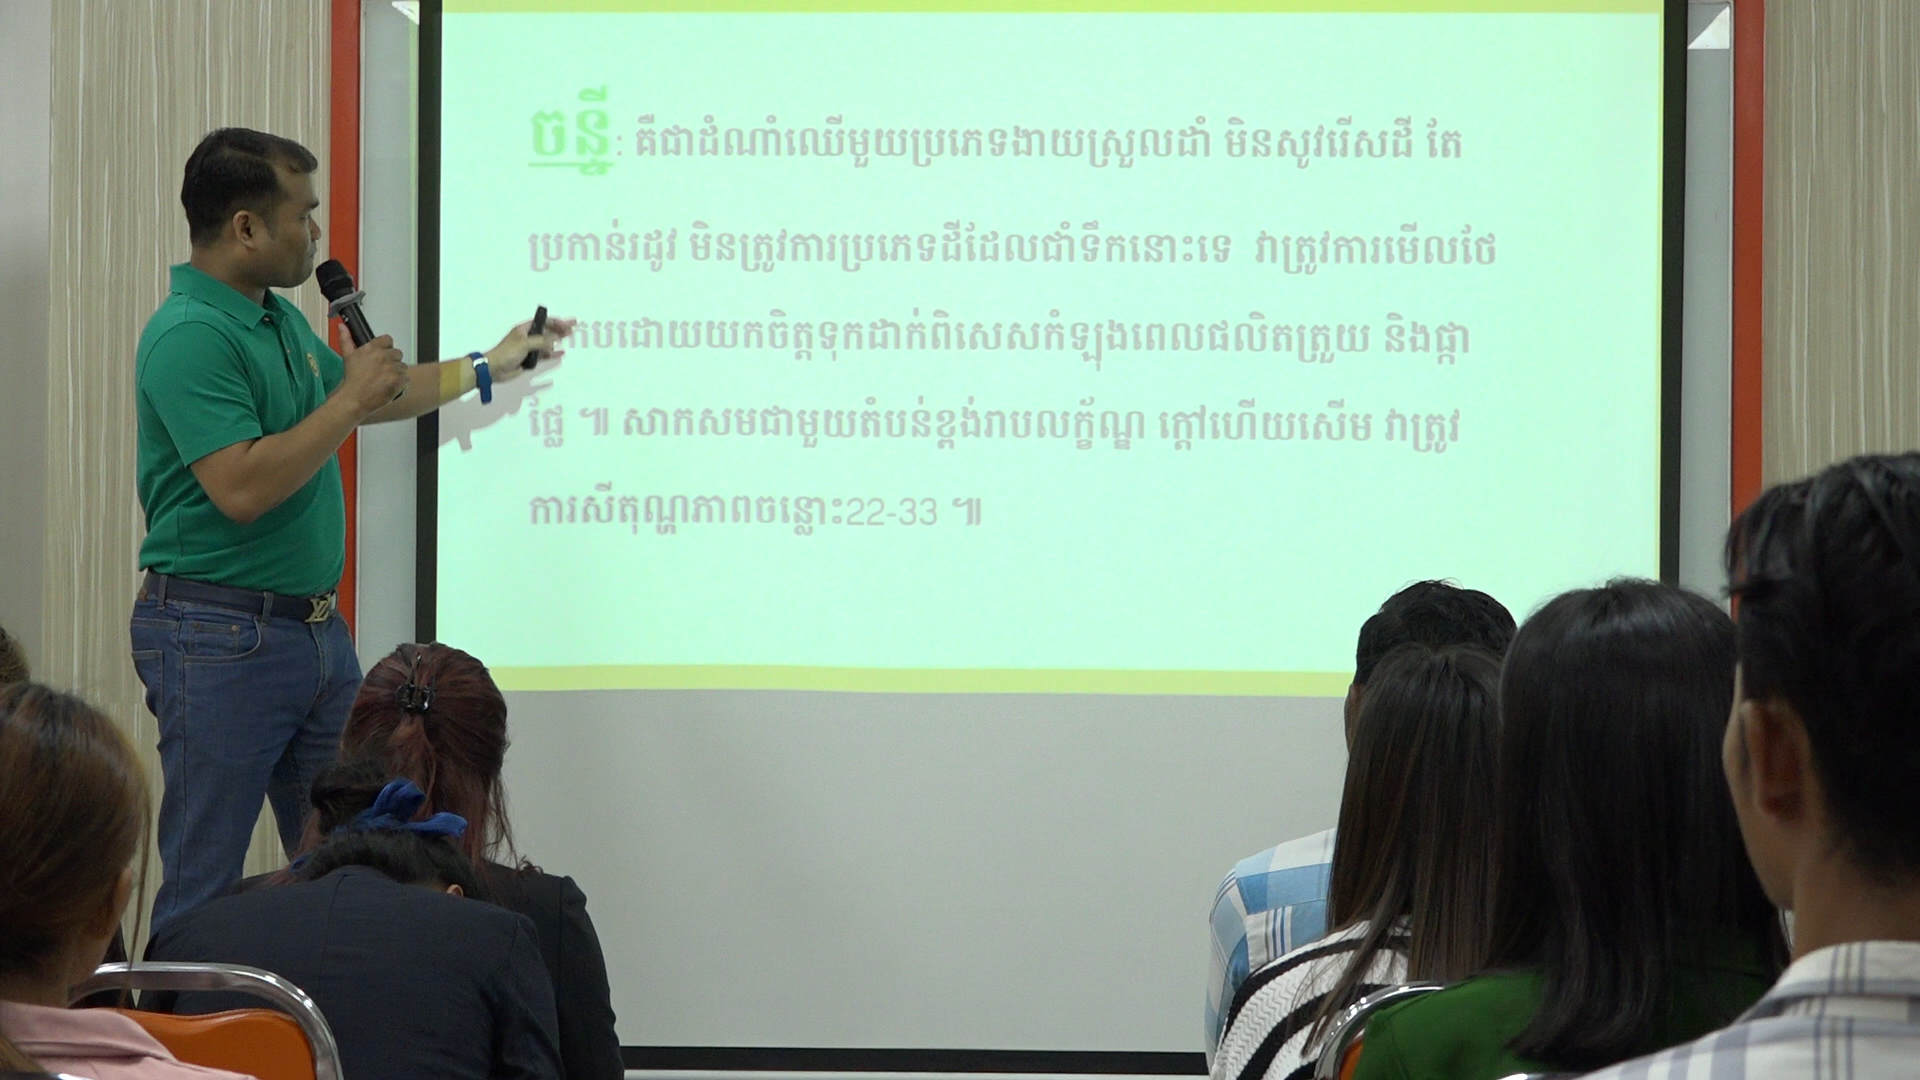 ចន្ទី: គឺជាដំណាំឈើមួយប្រភេទងាយស្រួលដាំ មិនសូវរើសដី តែ
ប្រកាន់រដូវ មិនត្រូវការប្រភេទដីដែលជាំទឹកនោះទេ វាត្រូវការមើលថែ
ដោយយកចិត្តទុកដាក់ពិសេសកំឡុងពេលផលិតត្រួយ និងផ្កា
ផ្លែ ៕ សាកសមជាមួយតំបន់ខ្ពង់រាបលក្ខ័ណ្ឌ ក្តៅហើយសើម វាត្រូវ
ការសីតុណ្ហភាពចន្លោះ22-33 ៕